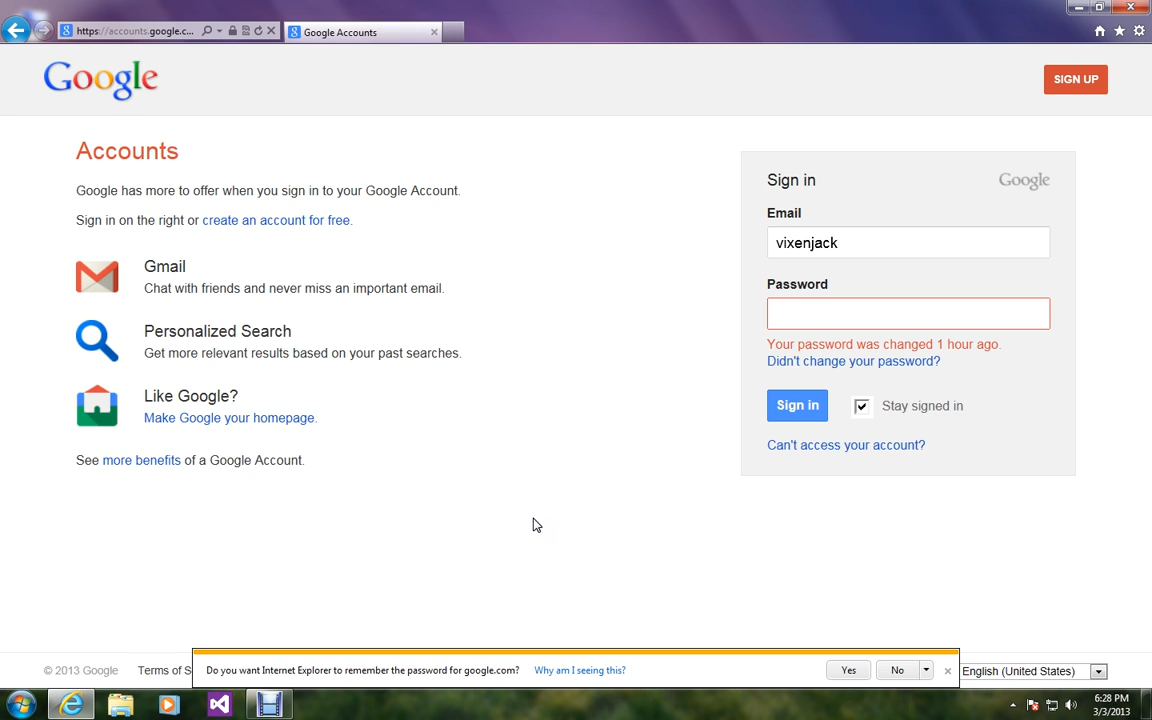 https://accounts.google.c...
Google Accounts
Google
SIGN UP
Accounts
Google has more to offer when you sign in to your Google Account.
Sign in on the right or create an account for free.
Gmail
Chat with friends and never miss an important email.
Personalized Search
Get more relevant results based on your past searches.
Like Google?
Make Google your homepage.
See more benefits of a Google Account.
Sign in
Google
Email
vixenjack
Password
Your password was changed 1 hour ago.
Didn't change your password?
Sign in
Stay signed in
Can't access your account?
© 2013 Google
Terms of S
Do you want Internet Explorer to remember the password for google.com?
Why am I seeing this?
Yes
No
English (United States)
6:28 PM
3/3/2013